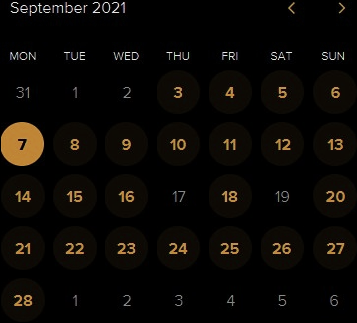 September 2021
MON TUE WED THU FRI SAT SUN
31 1 2 3 4 5 6
7 8 9 10 11 12 13
14 15 16 17 18 19 20
21 22 23 24 25 26 27
28 1 2 3 4 5 6